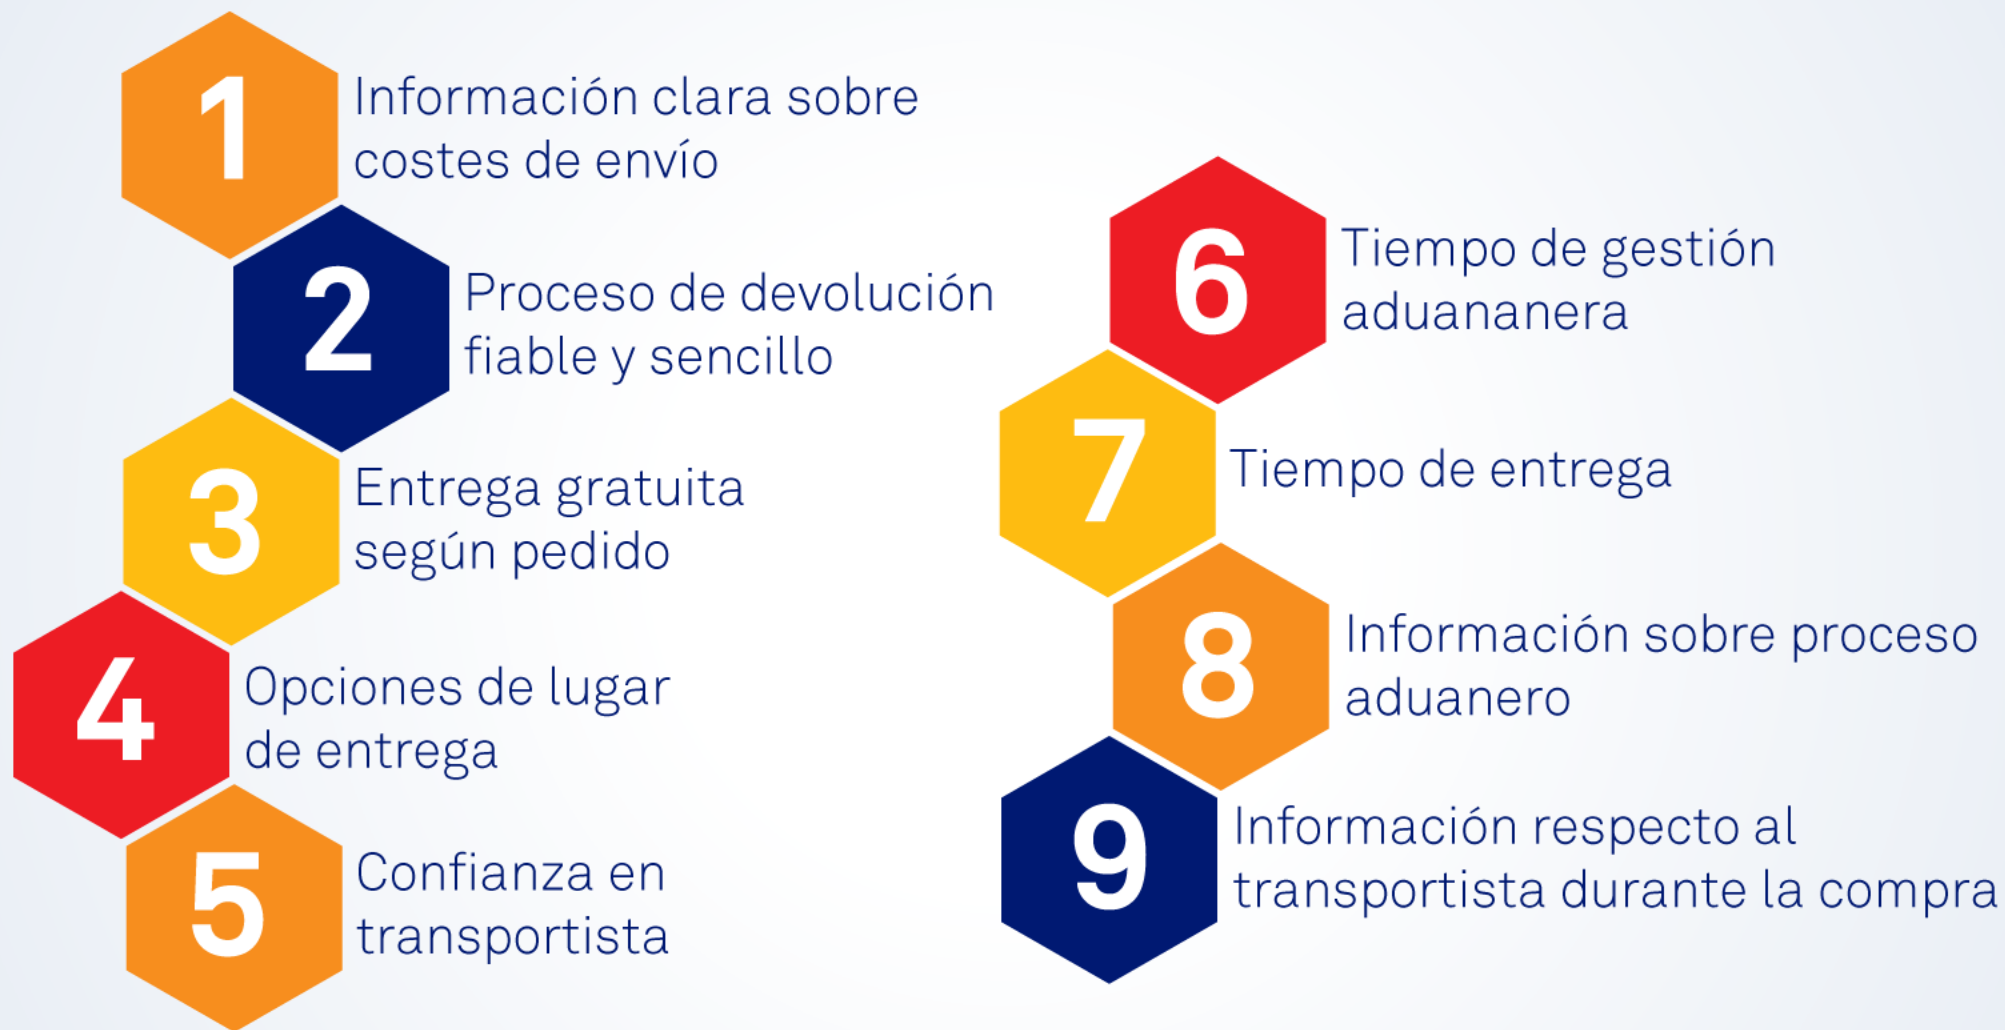 1
Información clara sobre
costes de envío
2
Proceso de devolución
fiable y sencillo
3
Entrega gratuita
según pedido
4
Opciones de lugar
de entrega
5
Confianza en
transportista
6
Tiempo de gestión
aduananera
7
Tiempo de entrega
8
Información sobre proceso
aduanero
9
Información respecto al
transportista durante la compra